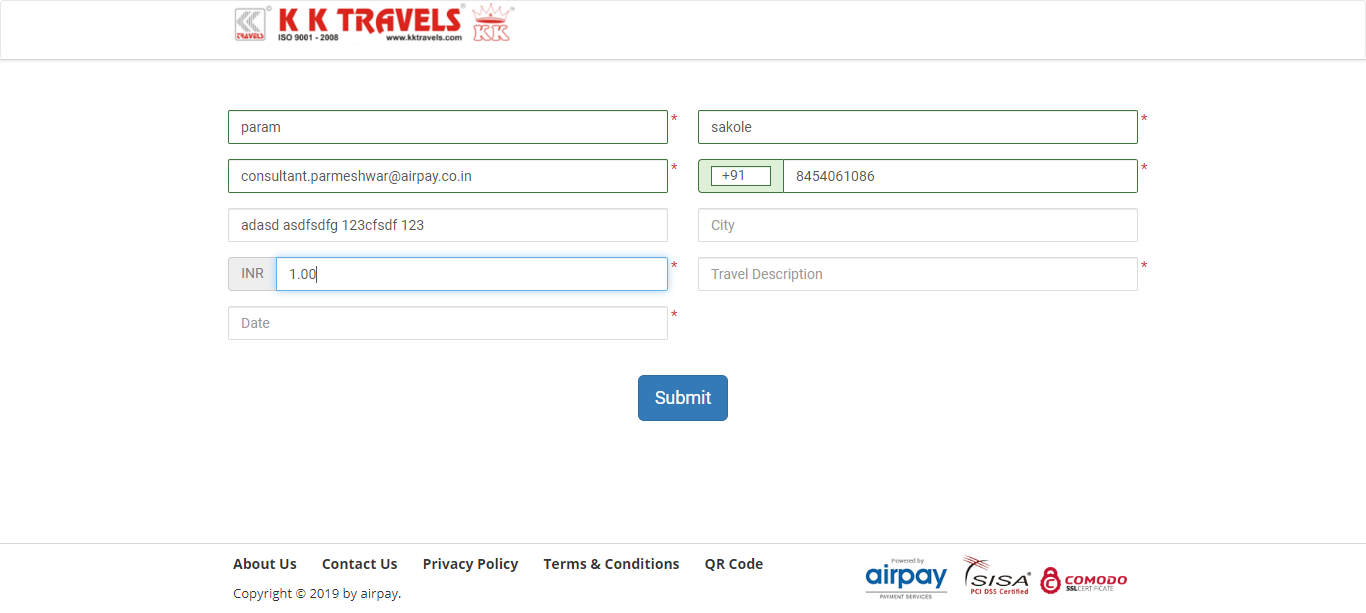 TRAVELS
K K TRAVELS
ISO 9001 - 2008
www.kktravels.com
KK
param *
sakole *
consultant.parmeshwar@airpay.co.in *
+91 8454061086 *
adasd asdfsdfg 123cfsdf 123
City
INR 1.00 *
Travel Description *
Date *
Submit
About Us Contact Us Privacy Policy Terms & Conditions QR Code
Copyright © 2019 by airpay.
Powered by
airpay
PAYMENT SERVICES
SISA
PCI DSS Certified
COMODO
SSL CERTIFICATE